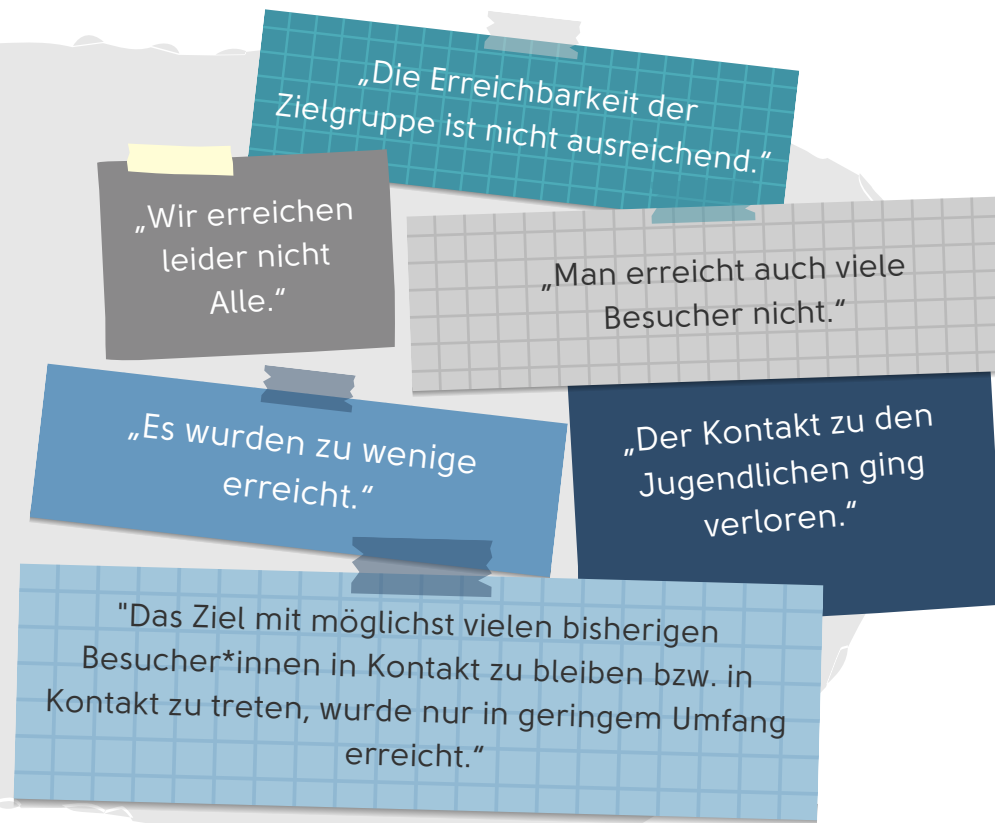 „Die Erreichbarkeit der
Zielgruppe ist nicht ausreichend.“
„Wir erreichen
leider nicht
Alle.“
„Man erreicht auch viele
Besucher nicht.“
„Es wurden zu wenige
erreicht.“
„Der Kontakt zu den
Jugendlichen ging
verloren.“
"Das Ziel mit möglichst vielen bisherigen
Besucher*innen in Kontakt zu bleiben bzw. in
Kontakt zu treten, wurde nur in geringem Umfang
erreicht.“